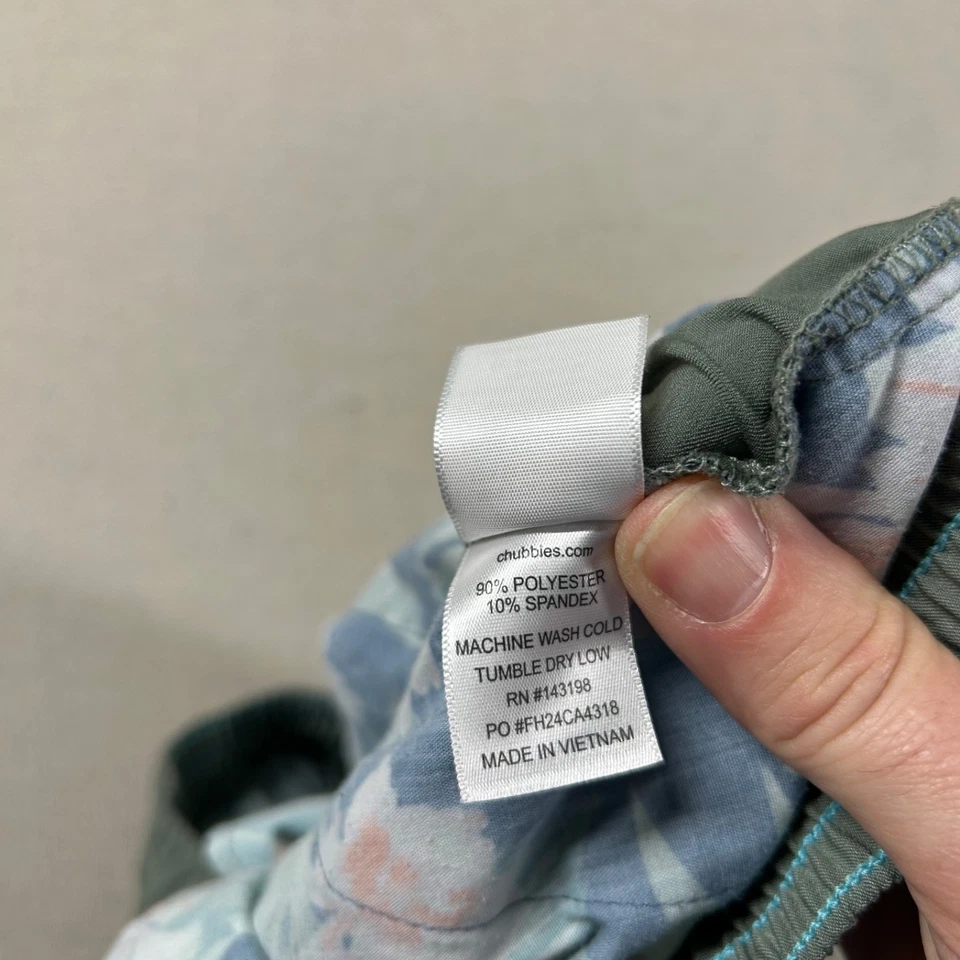 chubbies.com
90% POLYESTER
10% SPANDEX
MACHINE WASH COLD
TUMBLE DRY LOW
RN #143198
PO #FH24CA4318
MADE IN VIETNAM